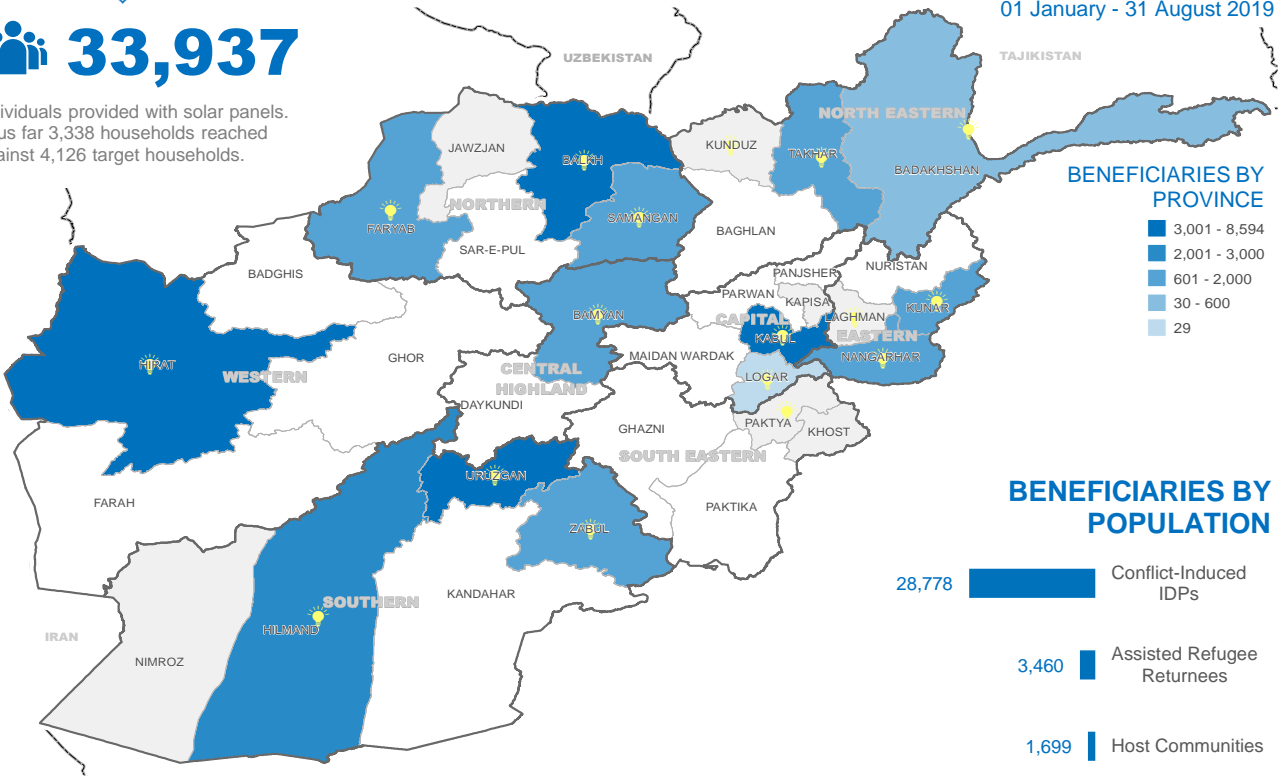 01 January - 31 August 2019
33,937
ividuals provided with solar panels.
us far 3,338 households reached
ainst 4,126 target households.
UZBEKISTAN
TAJIKISTAN
IRAN
NORTH EASTERN
NORTHERN
CAPITAL
EASTERN
WESTERN
CENTRAL
HIGHLAND
SOUTH EASTERN
SOUTHERN
JAWZJAN
BALKH
KUNDUZ
TAKHAR
BADAKHSHAN
FARYAB
SAMANGAN
SAR-E-PUL
BAGHLAN
BADGHIS
PANJSHER
NURISTAN
PARWAN
KAPISA
LAGHMAN
KUNAR
BAMYAN
KABUL
NANGARHAR
HIRAT
GHOR
MAIDAN WARDAK
LOGAR
DAYKUNDI
PAKTYA
KHOST
GHAZNI
URUZGAN
PAKTIKA
FARAH
ZABUL
KANDAHAR
HILMAND
NIMROZ
BENEFICIARIES BY
PROVINCE
3,001 - 8,594
2,001 - 3,000
601 - 2,000
30 - 600
29
BENEFICIARIES BY
POPULATION
28,778
Conflict-Induced
IDPs
3,460
Assisted Refugee
Returnees
1,699
Host Communities